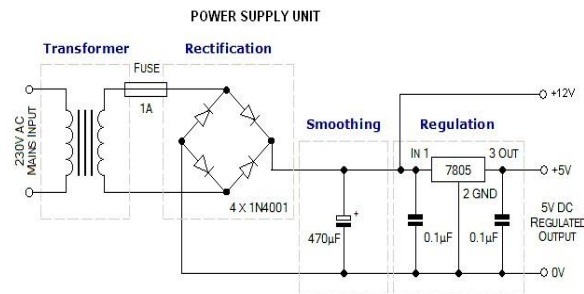 POWER SUPPLY UNIT
Transformer
Rectification
FUSE
1A
230V AC
MAINS INPUT
4 X 1N4001
Smoothing
+
470µF
Regulation
IN 1
7805
3 OUT
2 GND
0.1µF
0.1µF
+12V
+5V
5V DC
REGULATED
OUTPUT
0V